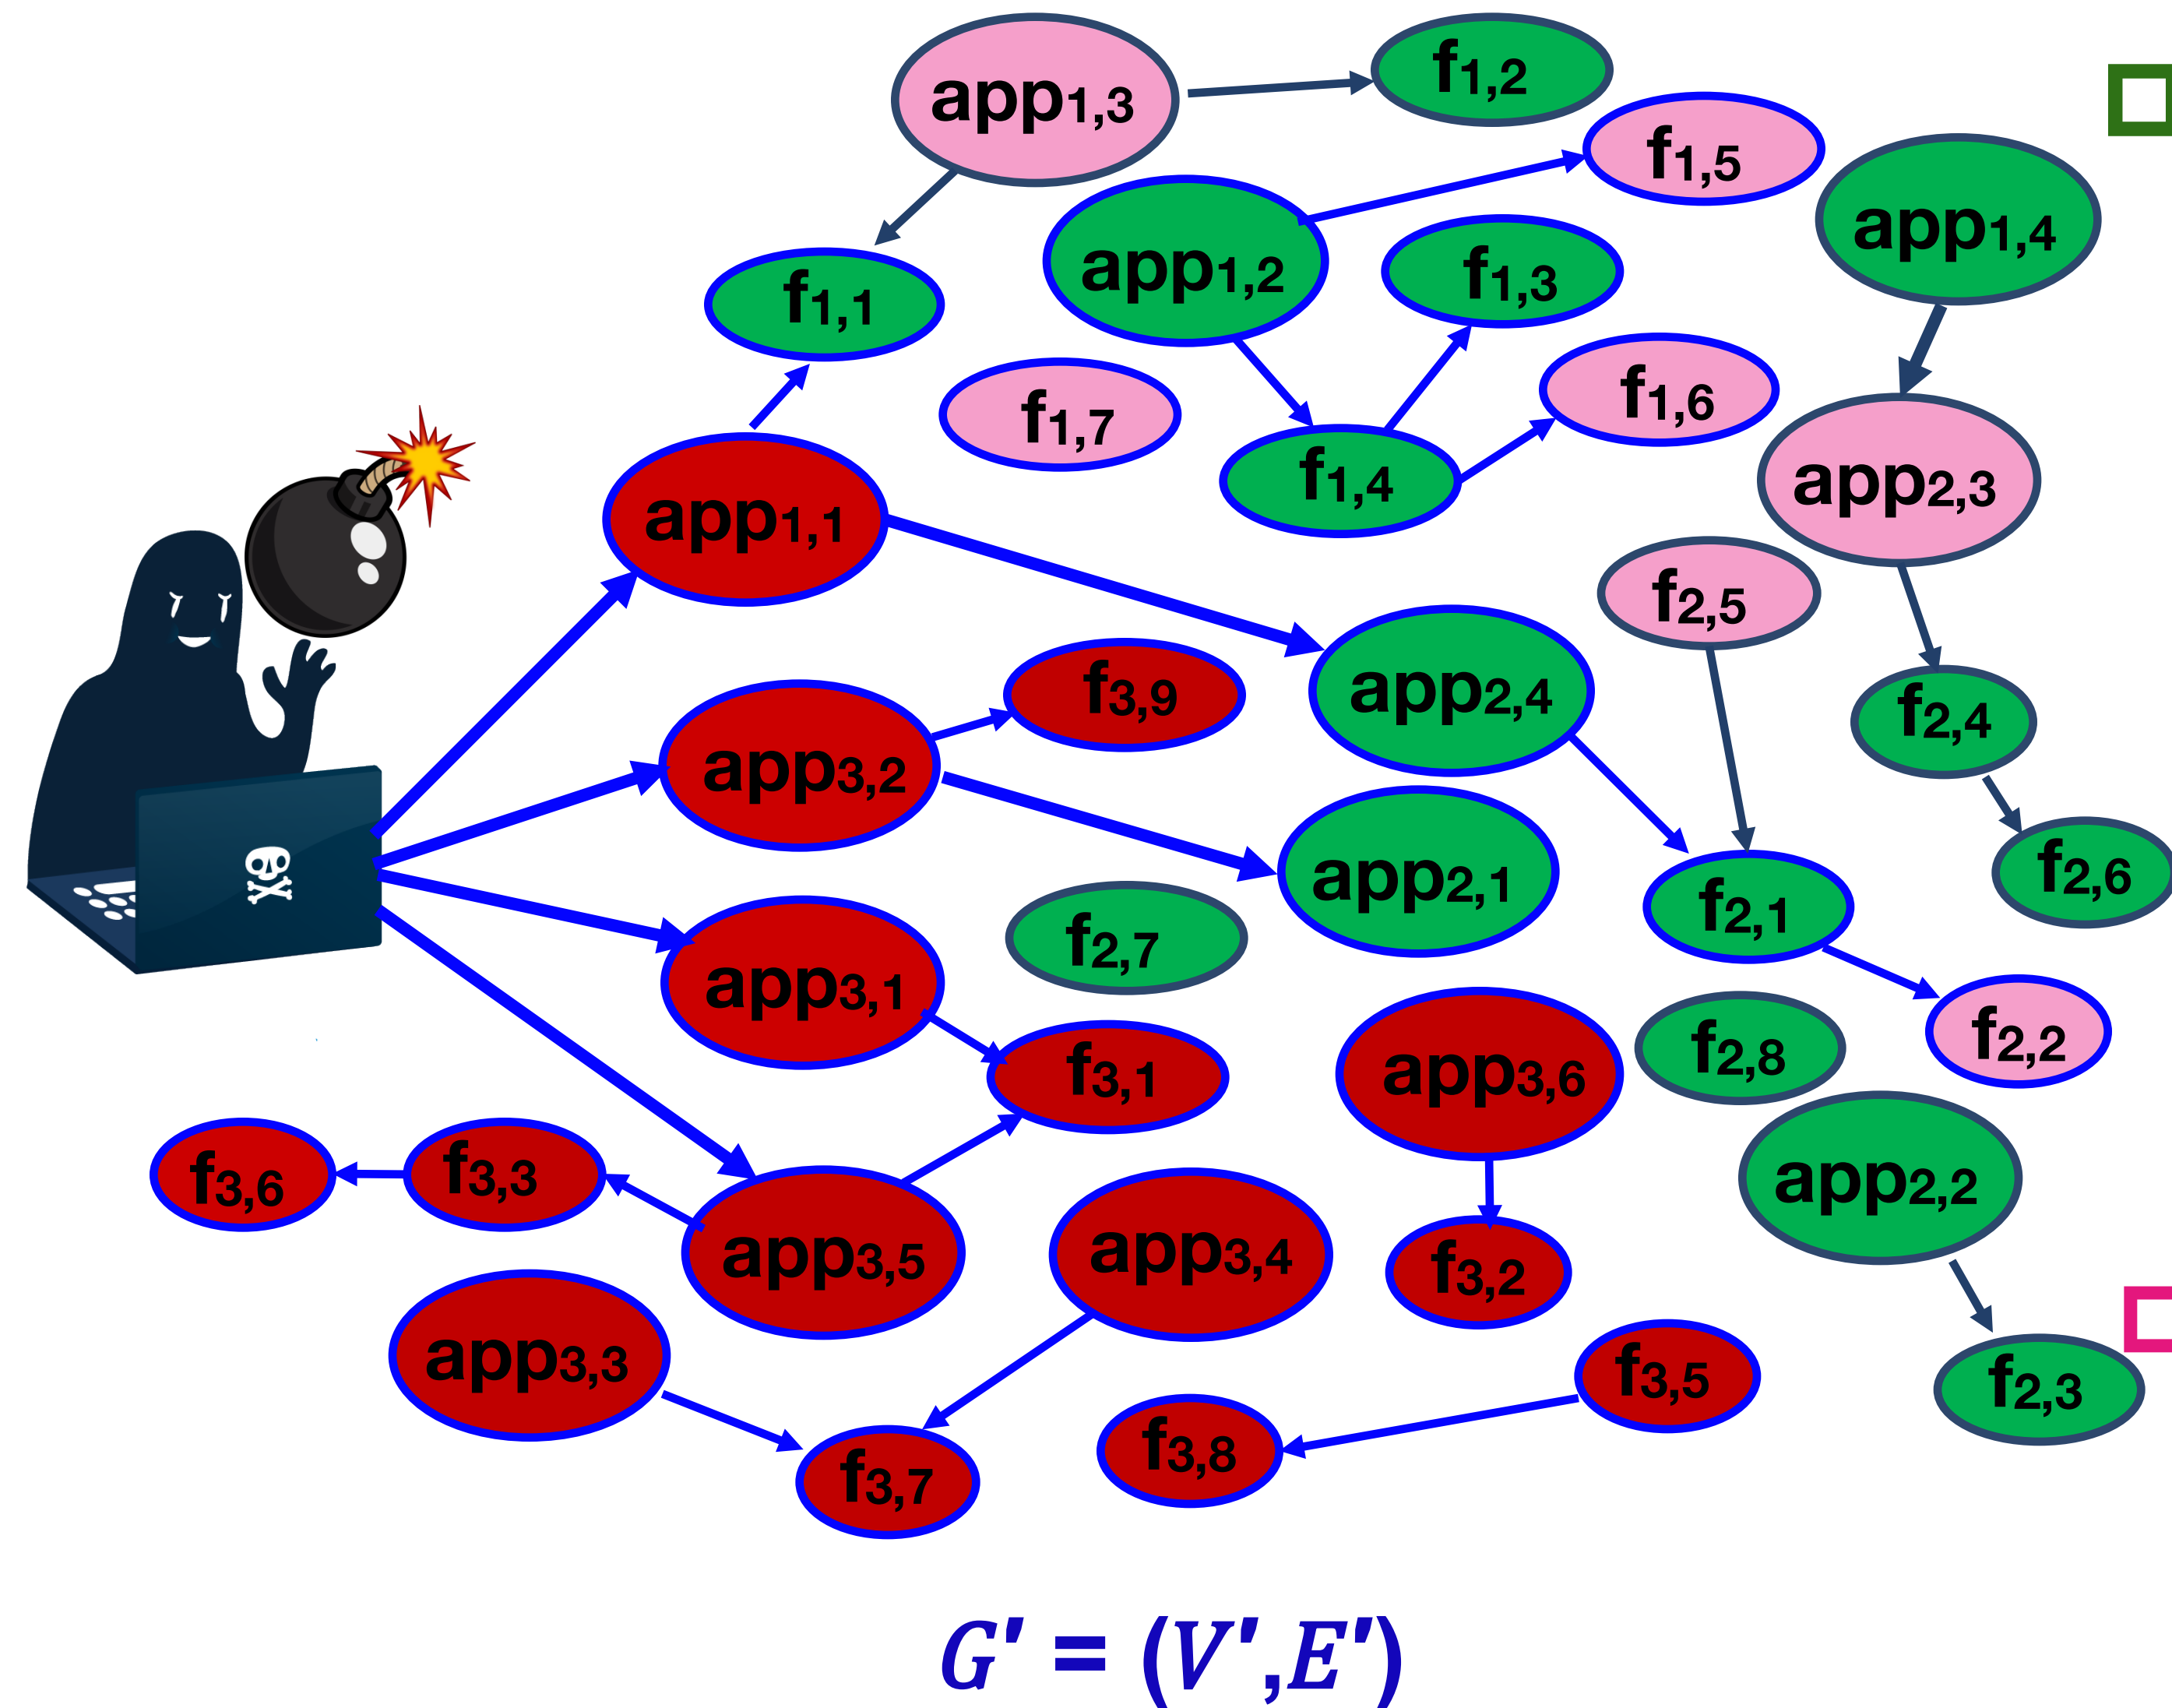 app1,3
f1,2
f1,5
app1,4
app1,2
f1,3
f1,1
f1,6
f1,7
f1,4
app2,3
app1,1
f2,5
f3,9
app2,4
f2,4
app3,2
app2,1
f2,6
f2,1
f2,7
app3,1
f2,2
f2,8
f3,1
app3,6
f3,6
f3,3
app2,2
app3,5
app3,4
f3,2
app3,3
f3,5
f2,3
f3,8
f3,7
G' = (V',E')